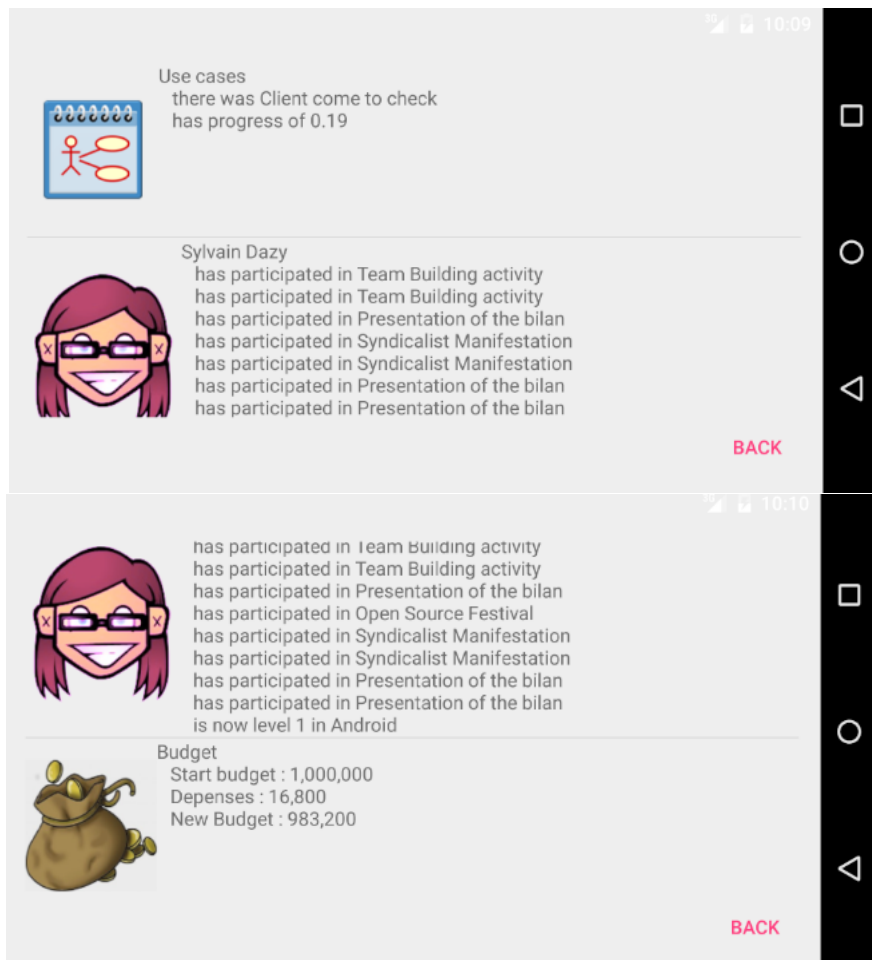 3G 10:09
Use cases
there was Client come to check
has progress of 0.19
Sylvain Dazy
has participated in Team Building activity
has participated in Team Building activity
has participated in Presentation of the bilan
has participated in Syndicalist Manifestation
has participated in Syndicalist Manifestation
has participated in Presentation of the bilan
has participated in Presentation of the bilan
BACK
3G 10:10
has participated in Team Building activity
has participated in Team Building activity
has participated in Presentation of the bilan
has participated in Open Source Festival
has participated in Syndicalist Manifestation
has participated in Syndicalist Manifestation
has participated in Presentation of the bilan
has participated in Presentation of the bilan
is now level 1 in Android
Budget
Start budget : 1,000,000
Depenses : 16,800
New Budget : 983,200
BACK